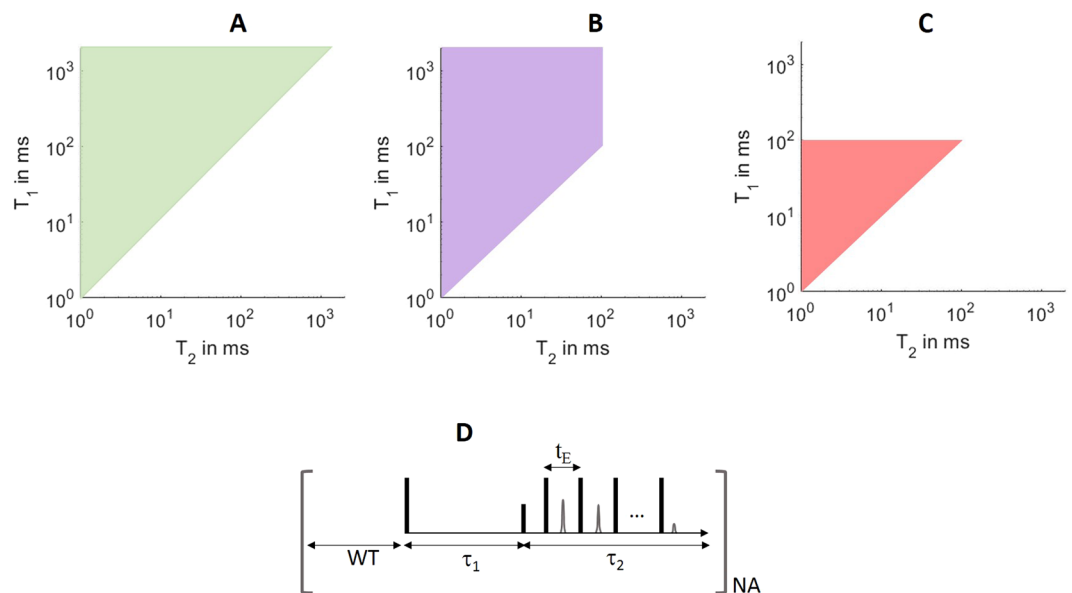 A
10³
10²
10¹
10⁰
T₁ in ms
10⁰ 10¹ 10² 10³
T₂ in ms
B
10³
10²
10¹
10⁰
T₁ in ms
10⁰ 10¹ 10² 10³
T₂ in ms
C
10³
10²
10¹
10⁰
T₁ in ms
10⁰ 10¹ 10² 10³
T₂ in ms
D
t_E
...
WT τ₁ τ₂
NA